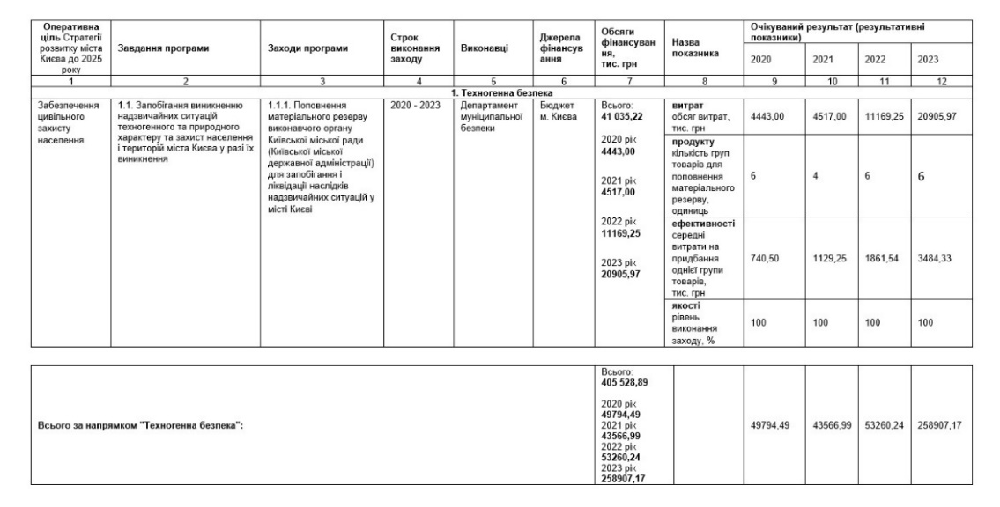 Оперативна
ціль Стратегії
розвитку міста
Києва до 2025
року
Завдання програми
Заходи програми
Строк
виконання
заходу
Виконавці
Джерела
фінансув
ання
Обсяги
фінансуван
ня,
тис. грн
Назва
показника
Очікуваний результат (результативні
показники)
2020
2021
2022
2023
1
2
3
4
5
6
7
8
9
10
11
12
1. Техногенна безпека
Забезпечення
цивільного
захисту
населення
1.1. Запобігання виникненню
надзвичайних ситуацій
техногенного та природного
характеру та захист населення
і територій міста Києва у разі їх
виникнення
1.1.1. Поповнення
матеріального резерву
виконавчого органу
Київської міської ради
(Київської міської
державної адміністрації)
для запобігання і
ліквідації наслідків
надзвичайних ситуацій у
місті Києві
2020 - 2023
Департамент
муніципальної
безпеки
Бюджет
м. Києва
Всього:
41 035,22
2020 рік
4443,00
2021 рік
4517,00
2022 рік
11169,25
2023 рік
20905,97
витрат
обсяг витрат,
тис. грн
4443,00
4517,00
11169,25
20905,97
продукту
кількість груп
товарів для
поповнення
матеріального
резерву,
одиниць
6
4
6
6
ефективності
середні
витрати на
придбання
однієї групи
товарів,
тис. грн
740,50
1129,25
1861,54
3484,33
якості
рівень
виконання
заходу, %
100
100
100
100
Всього за напрямком "Техногенна безпека":
Всього:
405 528,89
2020 рік
49794,49
2021 рік
43566,99
2022 рік
53260,24
2023 рік
258907,17
49794,49
43566,99
53260,24
258907,17